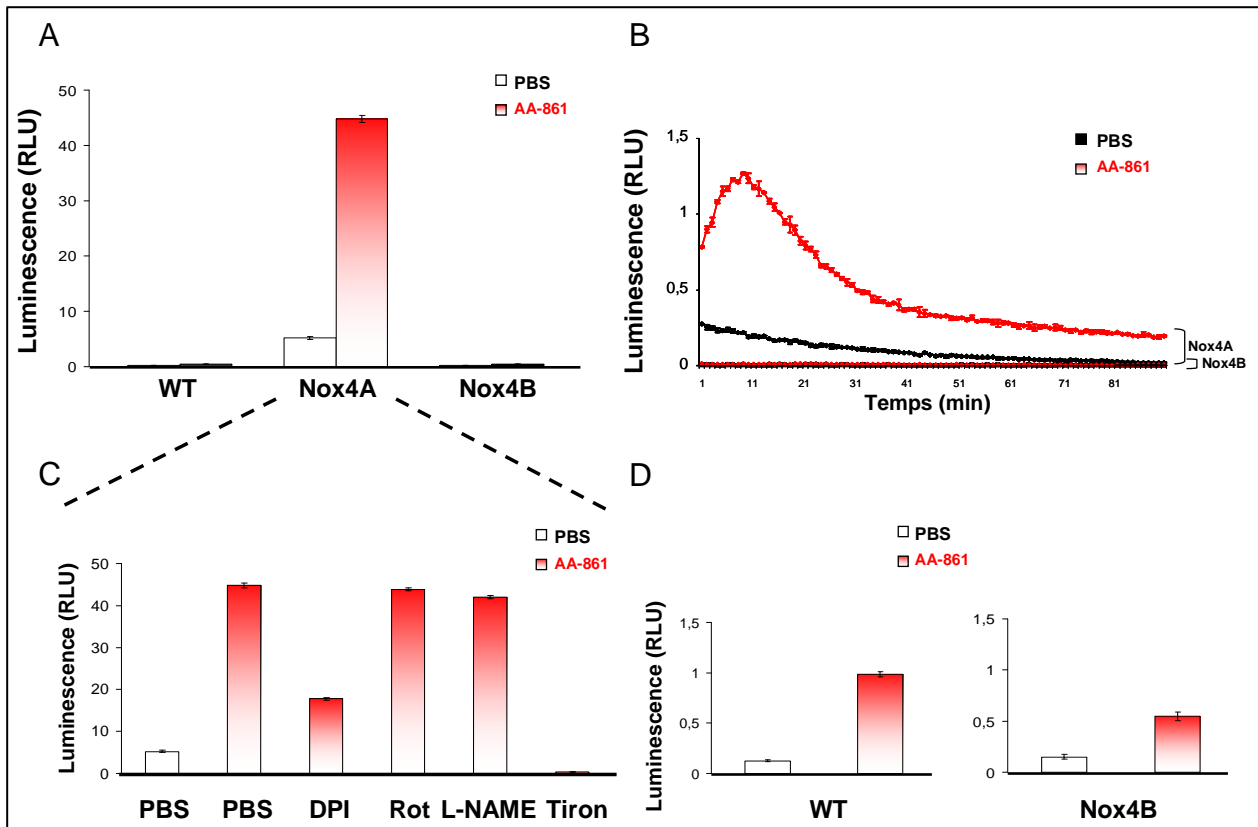 A
PBS
AA-861
Luminescence (RLU)
50
40
30
20
10
0
WT Nox4A Nox4B
B
PBS
AA-861
Luminescence (RLU)
1,5
1
0,5
0
Nox4A
Nox4B
1 11 21 31 41 51 61 71 81
Temps (min)
C
PBS
AA-861
Luminescence (RLU)
50
40
30
20
10
0
PBS PBS DPI Rot L-NAME Tiron
D
PBS
AA-861
Luminescence (RLU)
1,5
1
0,5
0
WT
Luminescence (RLU)
1,5
1
0,5
0
Nox4B